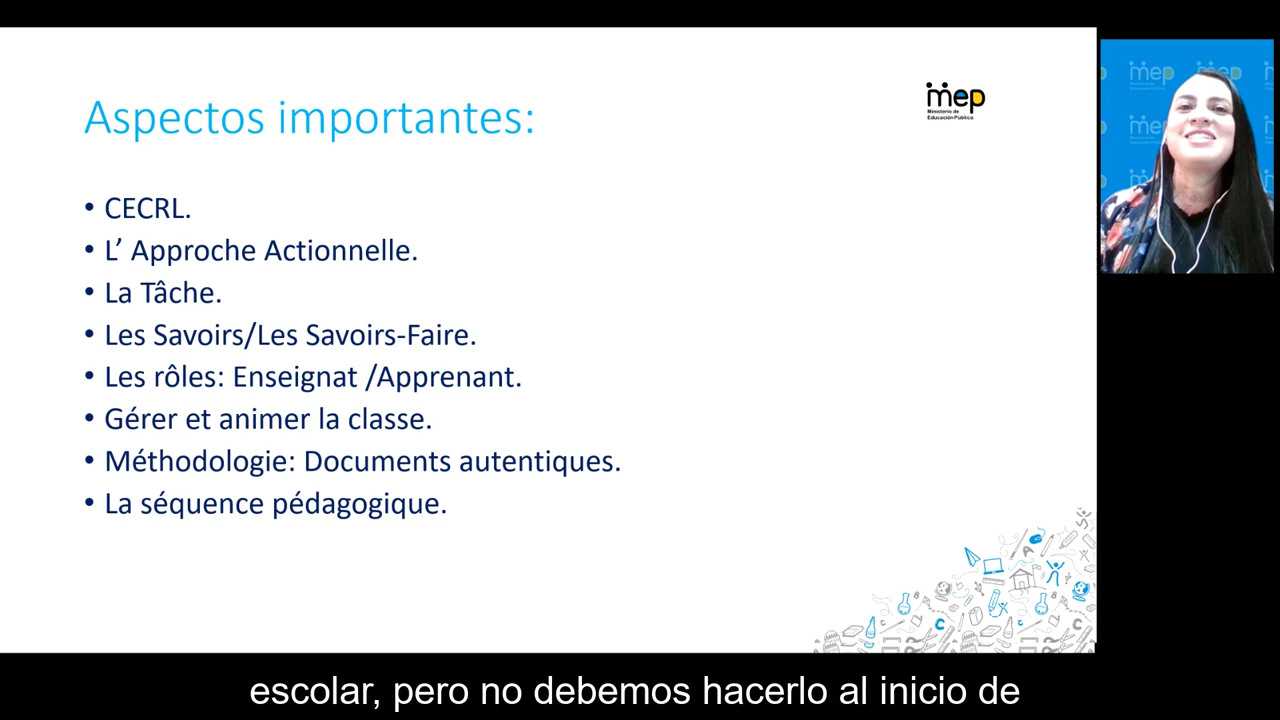 Aspectos importantes:
mep
Ministerio de
Educación Pública
• CECRL.
• L’ Approche Actionnelle.
• La Tâche.
• Les Savoirs/Les Savoirs-Faire.
• Les rôles: Enseignat /Apprenant.
• Gérer et animer la classe.
• Méthodologie: Documents autentiques.
• La séquence pédagogique.
escolar, pero no debemos hacerlo al inicio de